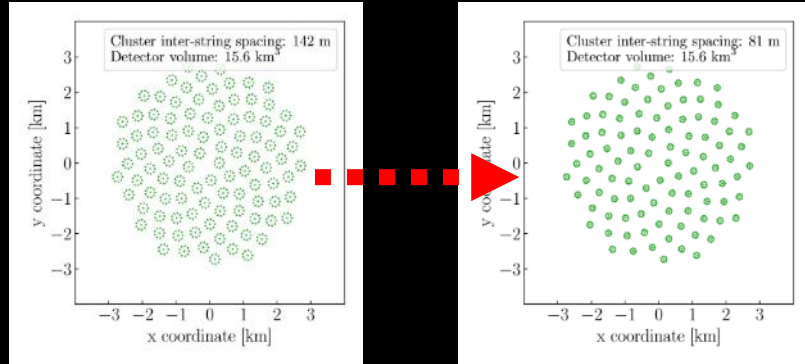 Cluster inter-string spacing: 142 m
Detector volume: 15.6 km³
y coordinate [km]
3
2
1
0
−1
−2
−3
−3 −2 −1 0 1 2 3
x coordinate [km]
Cluster inter-string spacing: 81 m
Detector volume: 15.6 km³
y coordinate [km]
3
2
1
0
−1
−2
−3
−3 −2 −1 0 1 2 3
x coordinate [km]